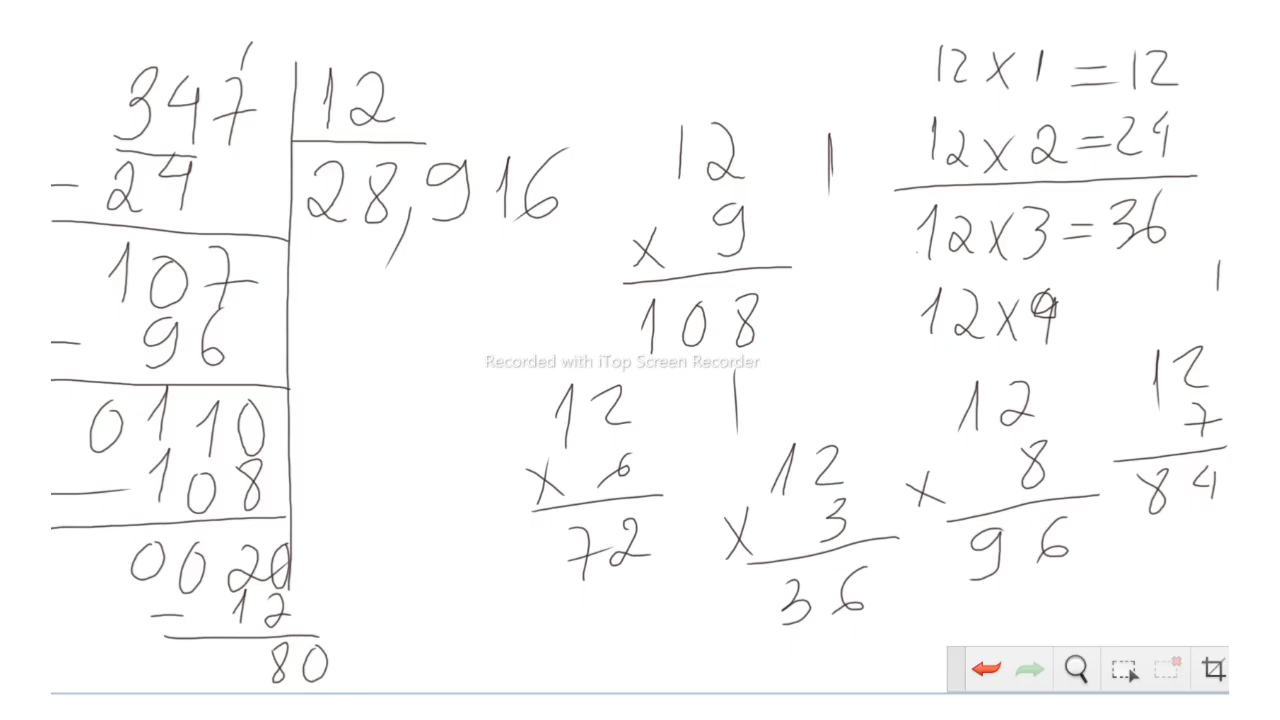 347 12
- 24 28,916
107
- 96
0110
- 108
0020
- 12
80
12
x 9
108
12 x 1 = 12
12 x 2 = 24
12 x 3 = 36
12 x 9
Recorded with iTop Screen Recorder
12
x 6
72
12
x 3
36
12
x 8
96
12
7
84